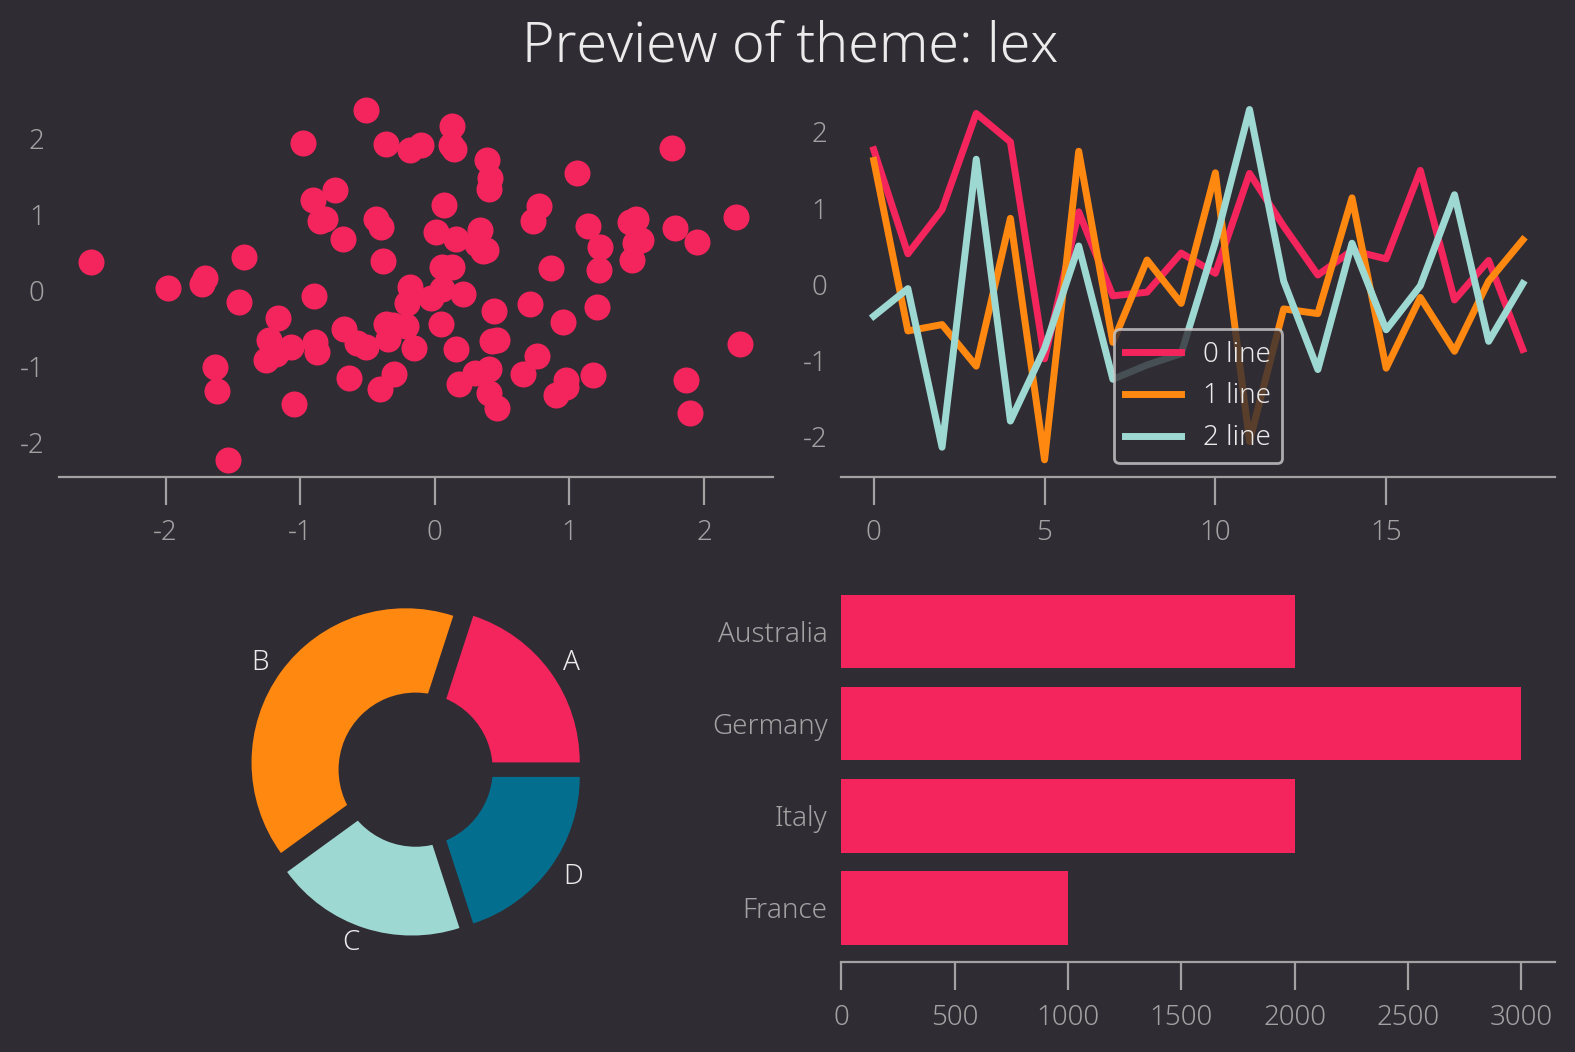 Preview of theme: lex
2
1
0
-1
-2
-2 -1 0 1 2
2
1
0
-1
-2
0 line
1 line
2 line
0 5 10 15
B
A
D
C
Australia
Germany
Italy
France
0 500 1000 1500 2000 2500 3000